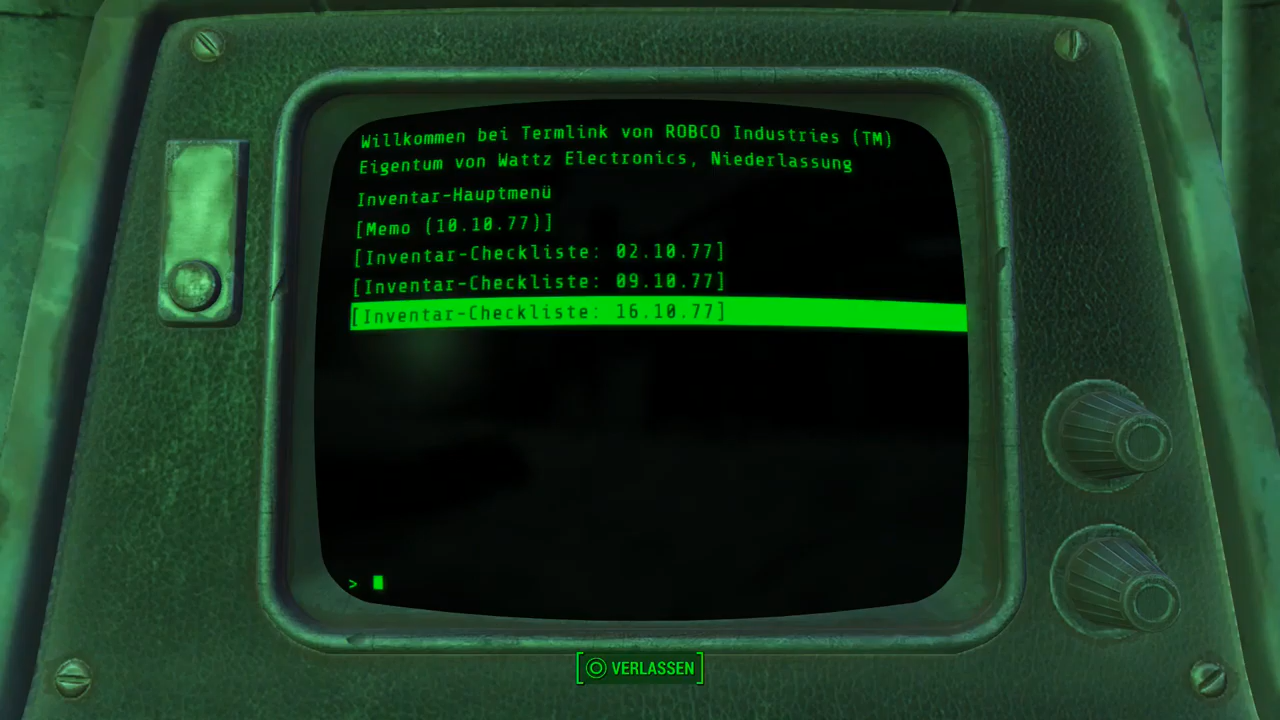 Willkommen bei Termlink von ROBCO Industries (TM)
Eigentum von Wattz Electronics, Niederlassung
Inventar-Hauptmenü
[Memo (10.10.77)]
[Inventar-Checkliste: 02.10.77]
[Inventar-Checkliste: 09.10.77]
[Inventar-Checkliste: 16.10.77]
>
VERLASSEN